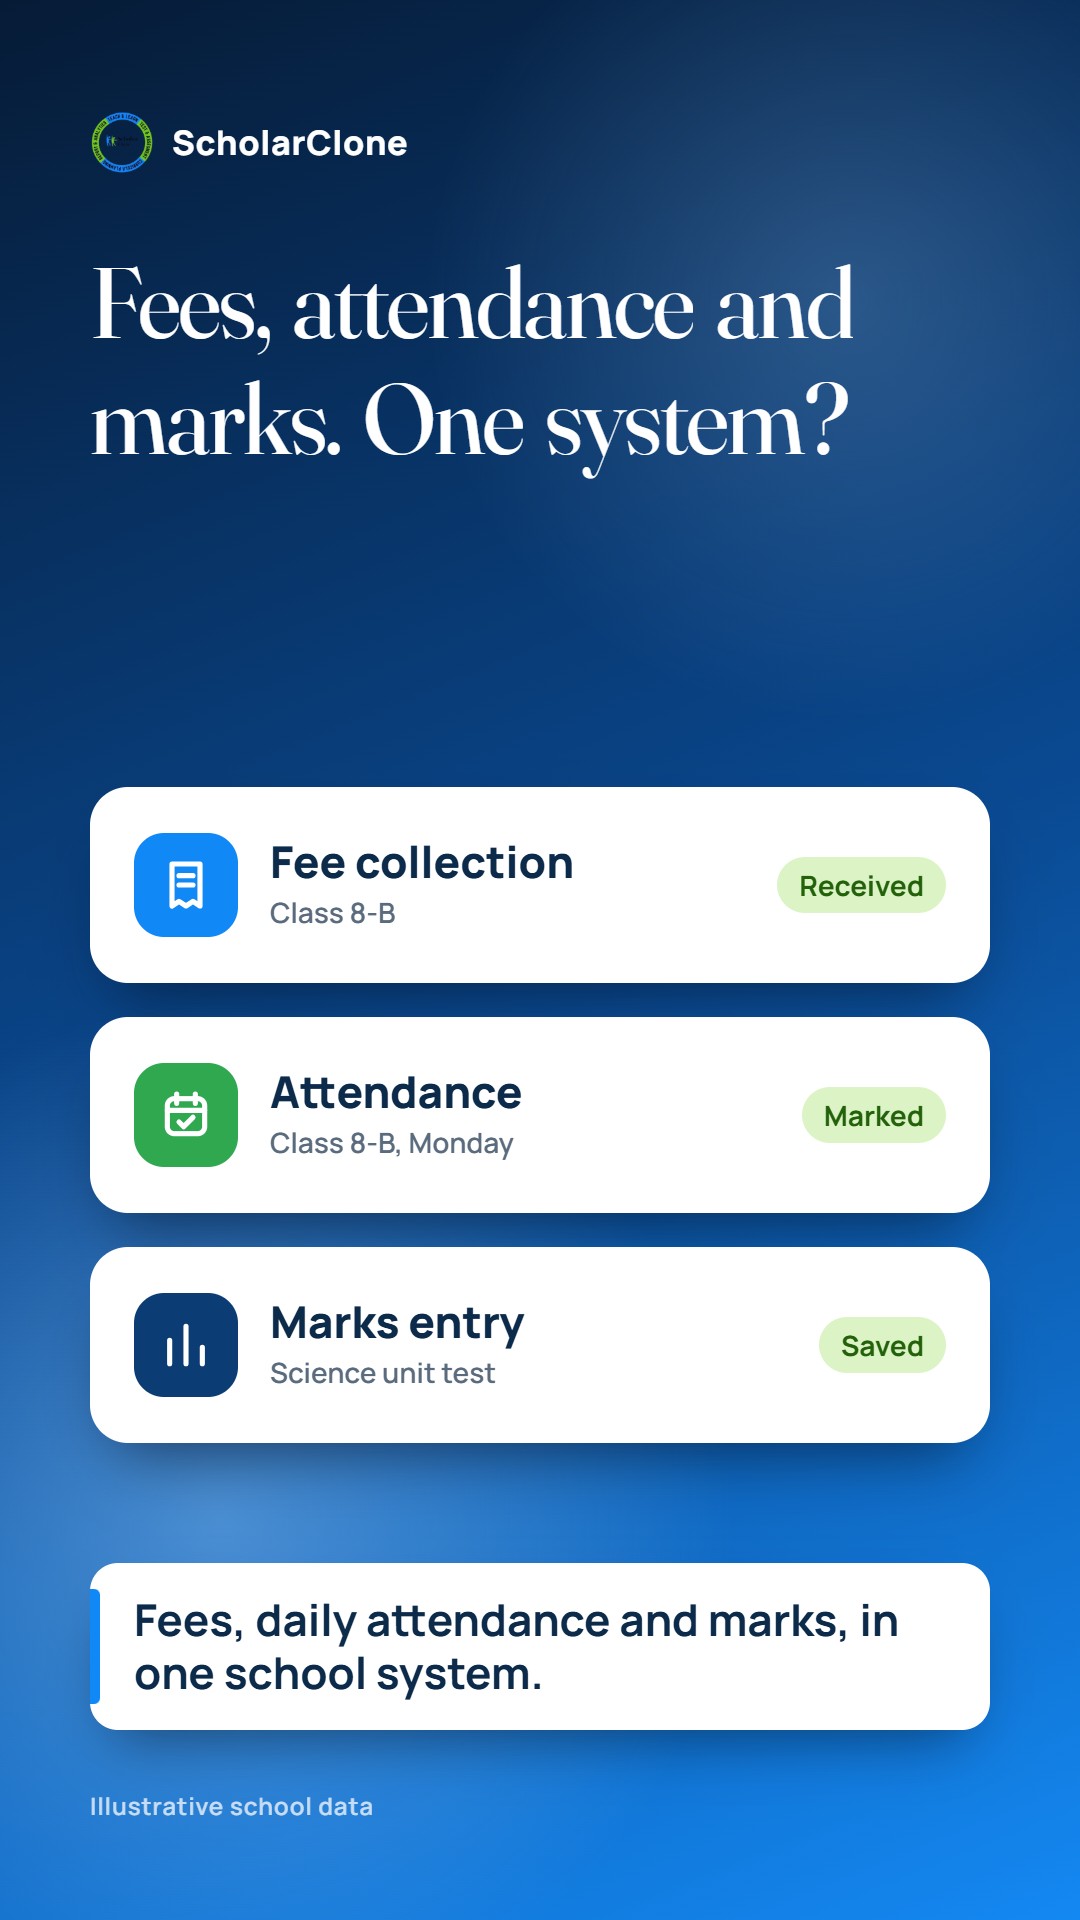 ScholarClone
Fees, attendance and
marks. One system?
Fee collection
Class 8-B
Received
Attendance
Class 8-B, Monday
Marked
Marks entry
Science unit test
Saved
Fees, daily attendance and marks, in
one school system.
Illustrative school data